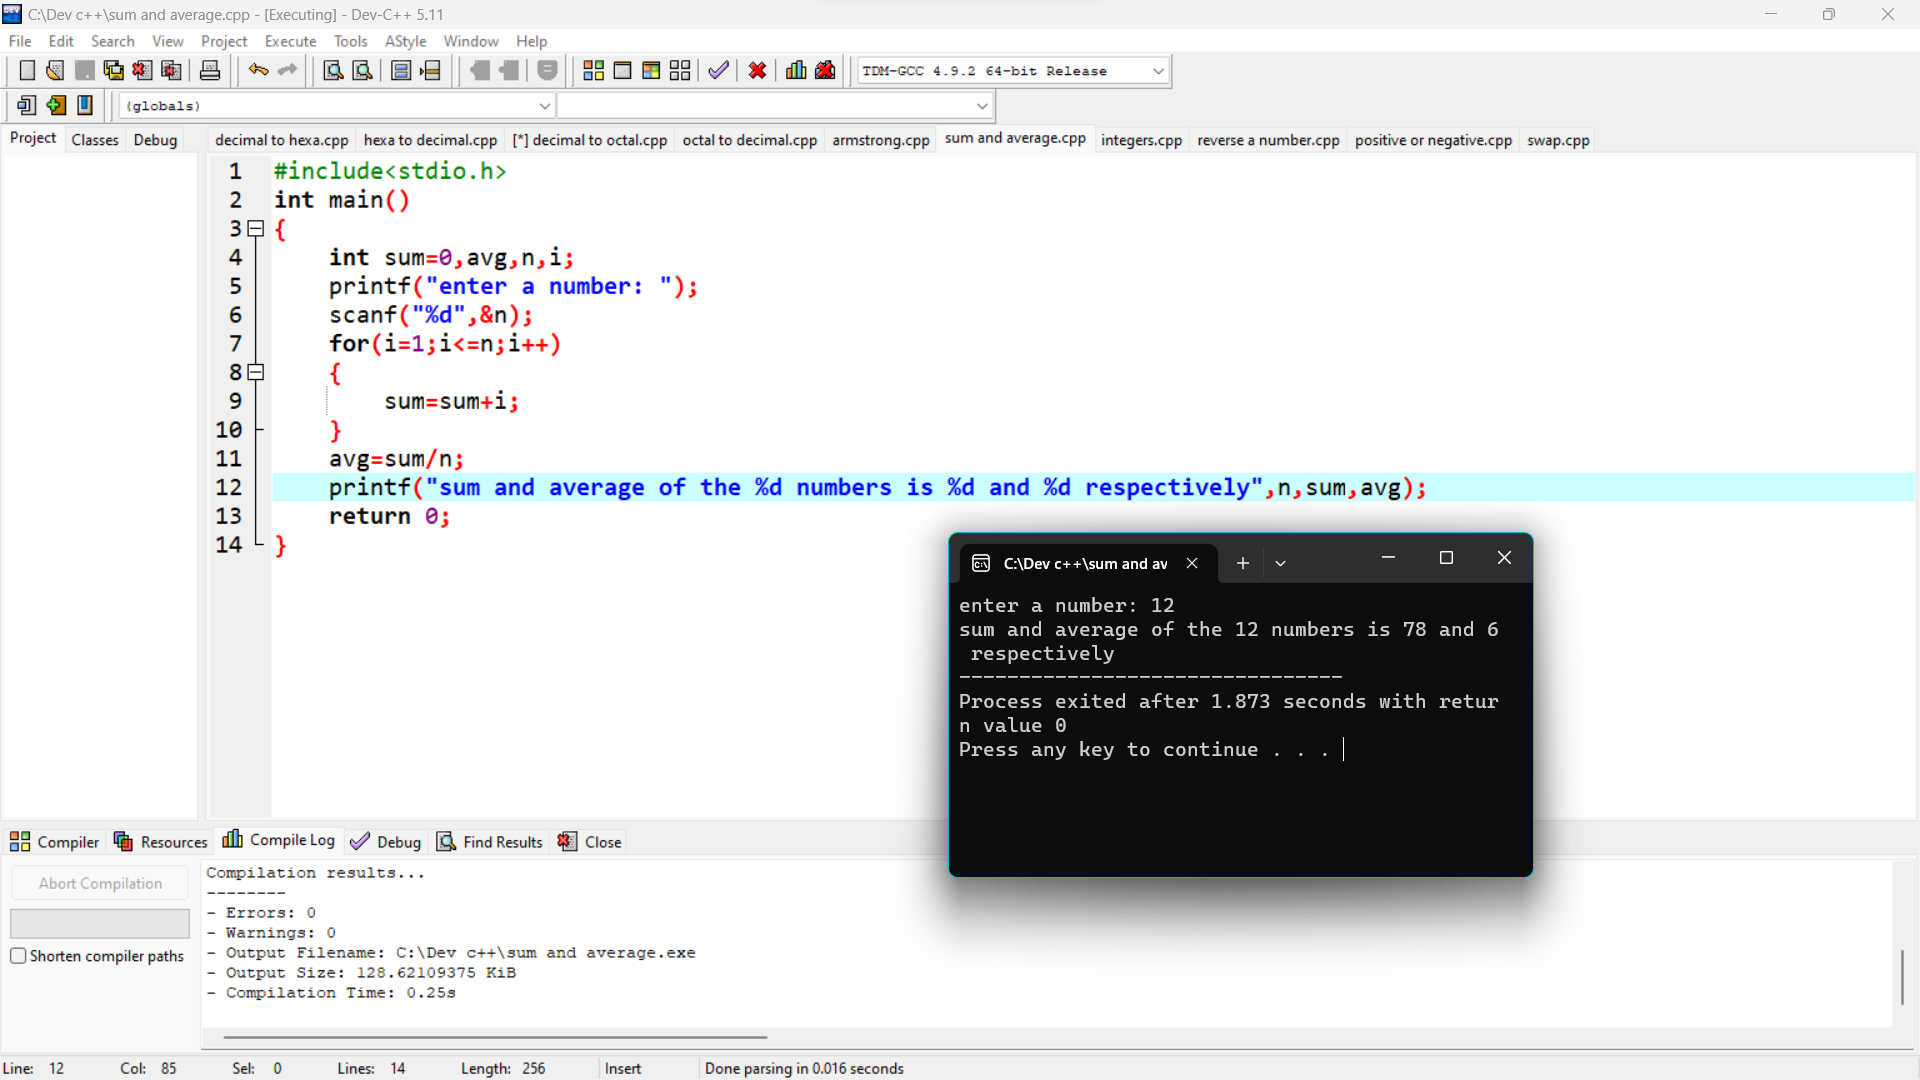 C:\Dev c++\sum and average.cpp - [Executing] - Dev-C++ 5.11
File Edit Search View Project Execute Tools AStyle Window Help
TDM-GCC 4.9.2 64-bit Release
(globals)
Project Classes Debug
decimal to hexa.cpp hexa to decimal.cpp [*] decimal to octal.cpp octal to decimal.cpp armstrong.cpp sum and average.cpp integers.cpp reverse a number.cpp positive or negative.cpp swap.cpp
1 #include<stdio.h>
2 int main()
3 {
4 int sum=0,avg,n,i;
5 printf("enter a number: ");
6 scanf("%d",&n);
7 for(i=1;i<=n;i++)
8 {
9 sum=sum+i;
10 }
11 avg=sum/n;
12 printf("sum and average of the %d numbers is %d and %d respectively",n,sum,avg);
13 return 0;
14 }
C:\Dev c++\sum and av
enter a number: 12
sum and average of the 12 numbers is 78 and 6
respectively
--------------------------------
Process exited after 1.873 seconds with retur
n value 0
Press any key to continue . . .
Compiler Resources Compile Log Debug Find Results Close
Abort Compilation
Shorten compiler paths
Compilation results...
--------
- Errors: 0
- Warnings: 0
- Output Filename: C:\Dev c++\sum and average.exe
- Output Size: 128.62109375 KiB
- Compilation Time: 0.25s
Line: 12 Col: 85 Sel: 0 Lines: 14 Length: 256 Insert Done parsing in 0.016 seconds